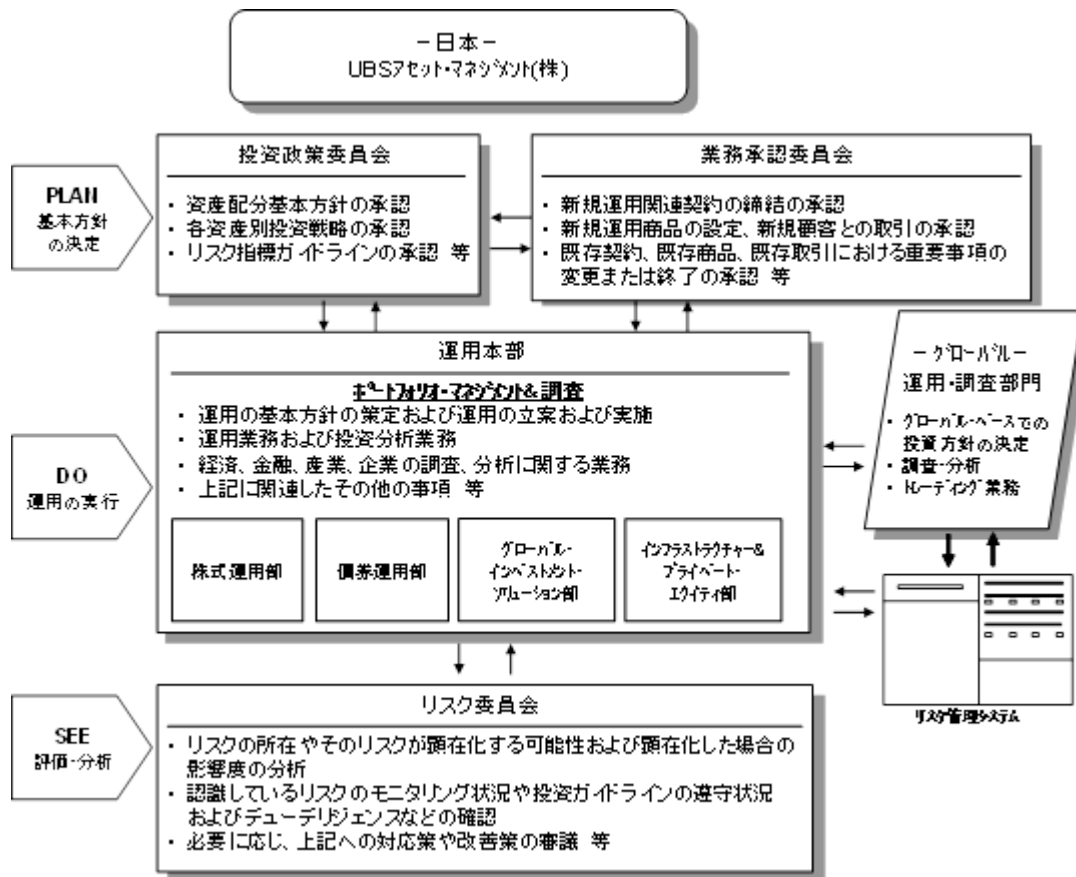 －日本－
UBSアセット・マネジメント(株)
PLAN
基本方針
の決定
投資政策委員会
・ 資産配分基本方針の承認
・ 各資産別投資戦略の承認
・ リスク指標ガイドラインの承認 等
業務承認委員会
・ 新規運用関連契約の締結の承認
・ 新規運用商品の設定、新規顧客との取引の承認
・ 既存契約、既存商品、既存取引における重要事項の
変更または終了の承認 等
DO
運用の実行
運用本部
ポートフォリオ・マネジメント&調査
・ 運用の基本方針の策定および運用の立案および実施
・ 運用業務および投資分析業務
・ 経済、金融、産業、企業の調査、分析に関する業務
・ 上記に関連したその他の事項 等
株式運用部
債券運用部
グローバル・
インベストメント・
ソリューション部
インフラストラクチャー&
プライベート・
エクイティ部
－グローバル－
運用・調査部門
・ グローバル・ベースでの
投資方針の決定
・ 調査・分析
・ トレーディング業務
リスク管理システム
SEE
評価・分析
リスク委員会
・ リスクの所在やそのリスクが顕在化する可能性および顕在化した場合の
影響度の分析
・ 認識しているリスクのモニタリング状況や投資ガイドラインの遵守状況
およびデューデリジェンスなどの確認
・ 必要に応じ、上記への対応策や改善策の審議 等